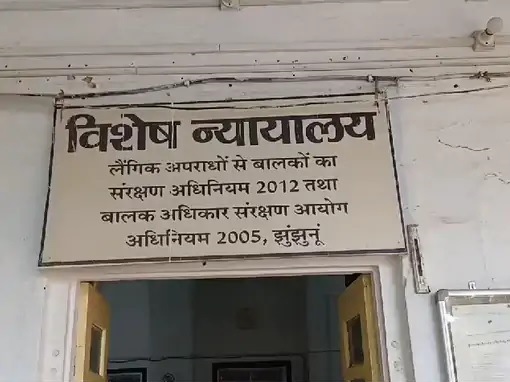 विशेष न्यायालय
लैंगिक अपराधों से बालकों का
संरक्षण अधिनियम 2012 तथा
बालक अधिकार संरक्षण आयोग
अधिनियम 2005, झुंझुनूं